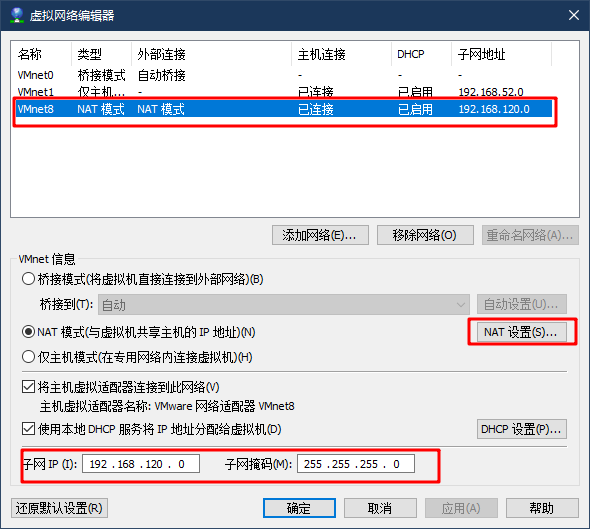 虚拟网络编辑器
名称 类型 外部连接 主机连接 DHCP 子网地址
VMnet0 桥接模式 自动桥接 - - -
VMnet1 仅主机... - 已连接 已启用 192.168.52.0
VMnet8 NAT 模式 NAT 模式 已连接 已启用 192.168.120.0
添加网络(E)... 移除网络(O) 重命名网络(A)...
VMnet 信息
桥接模式(将虚拟机直接连接到外部网络)(B)
桥接到(T): 自动 自动设置(U)...
NAT 模式(与虚拟机共享主机的 IP 地址)(N) NAT 设置(S)...
仅主机模式(在专用网络内连接虚拟机)(H)
将主机虚拟适配器连接到此网络(V)
主机虚拟适配器名称: VMware 网络适配器 VMnet8
使用本地 DHCP 服务将 IP 地址分配给虚拟机(D) DHCP 设置(P)...
子网 IP (I): 192 . 168 . 120 . 0 子网掩码(M): 255 . 255 . 255 . 0
还原默认设置(R) 确定 取消 应用(A) 帮助